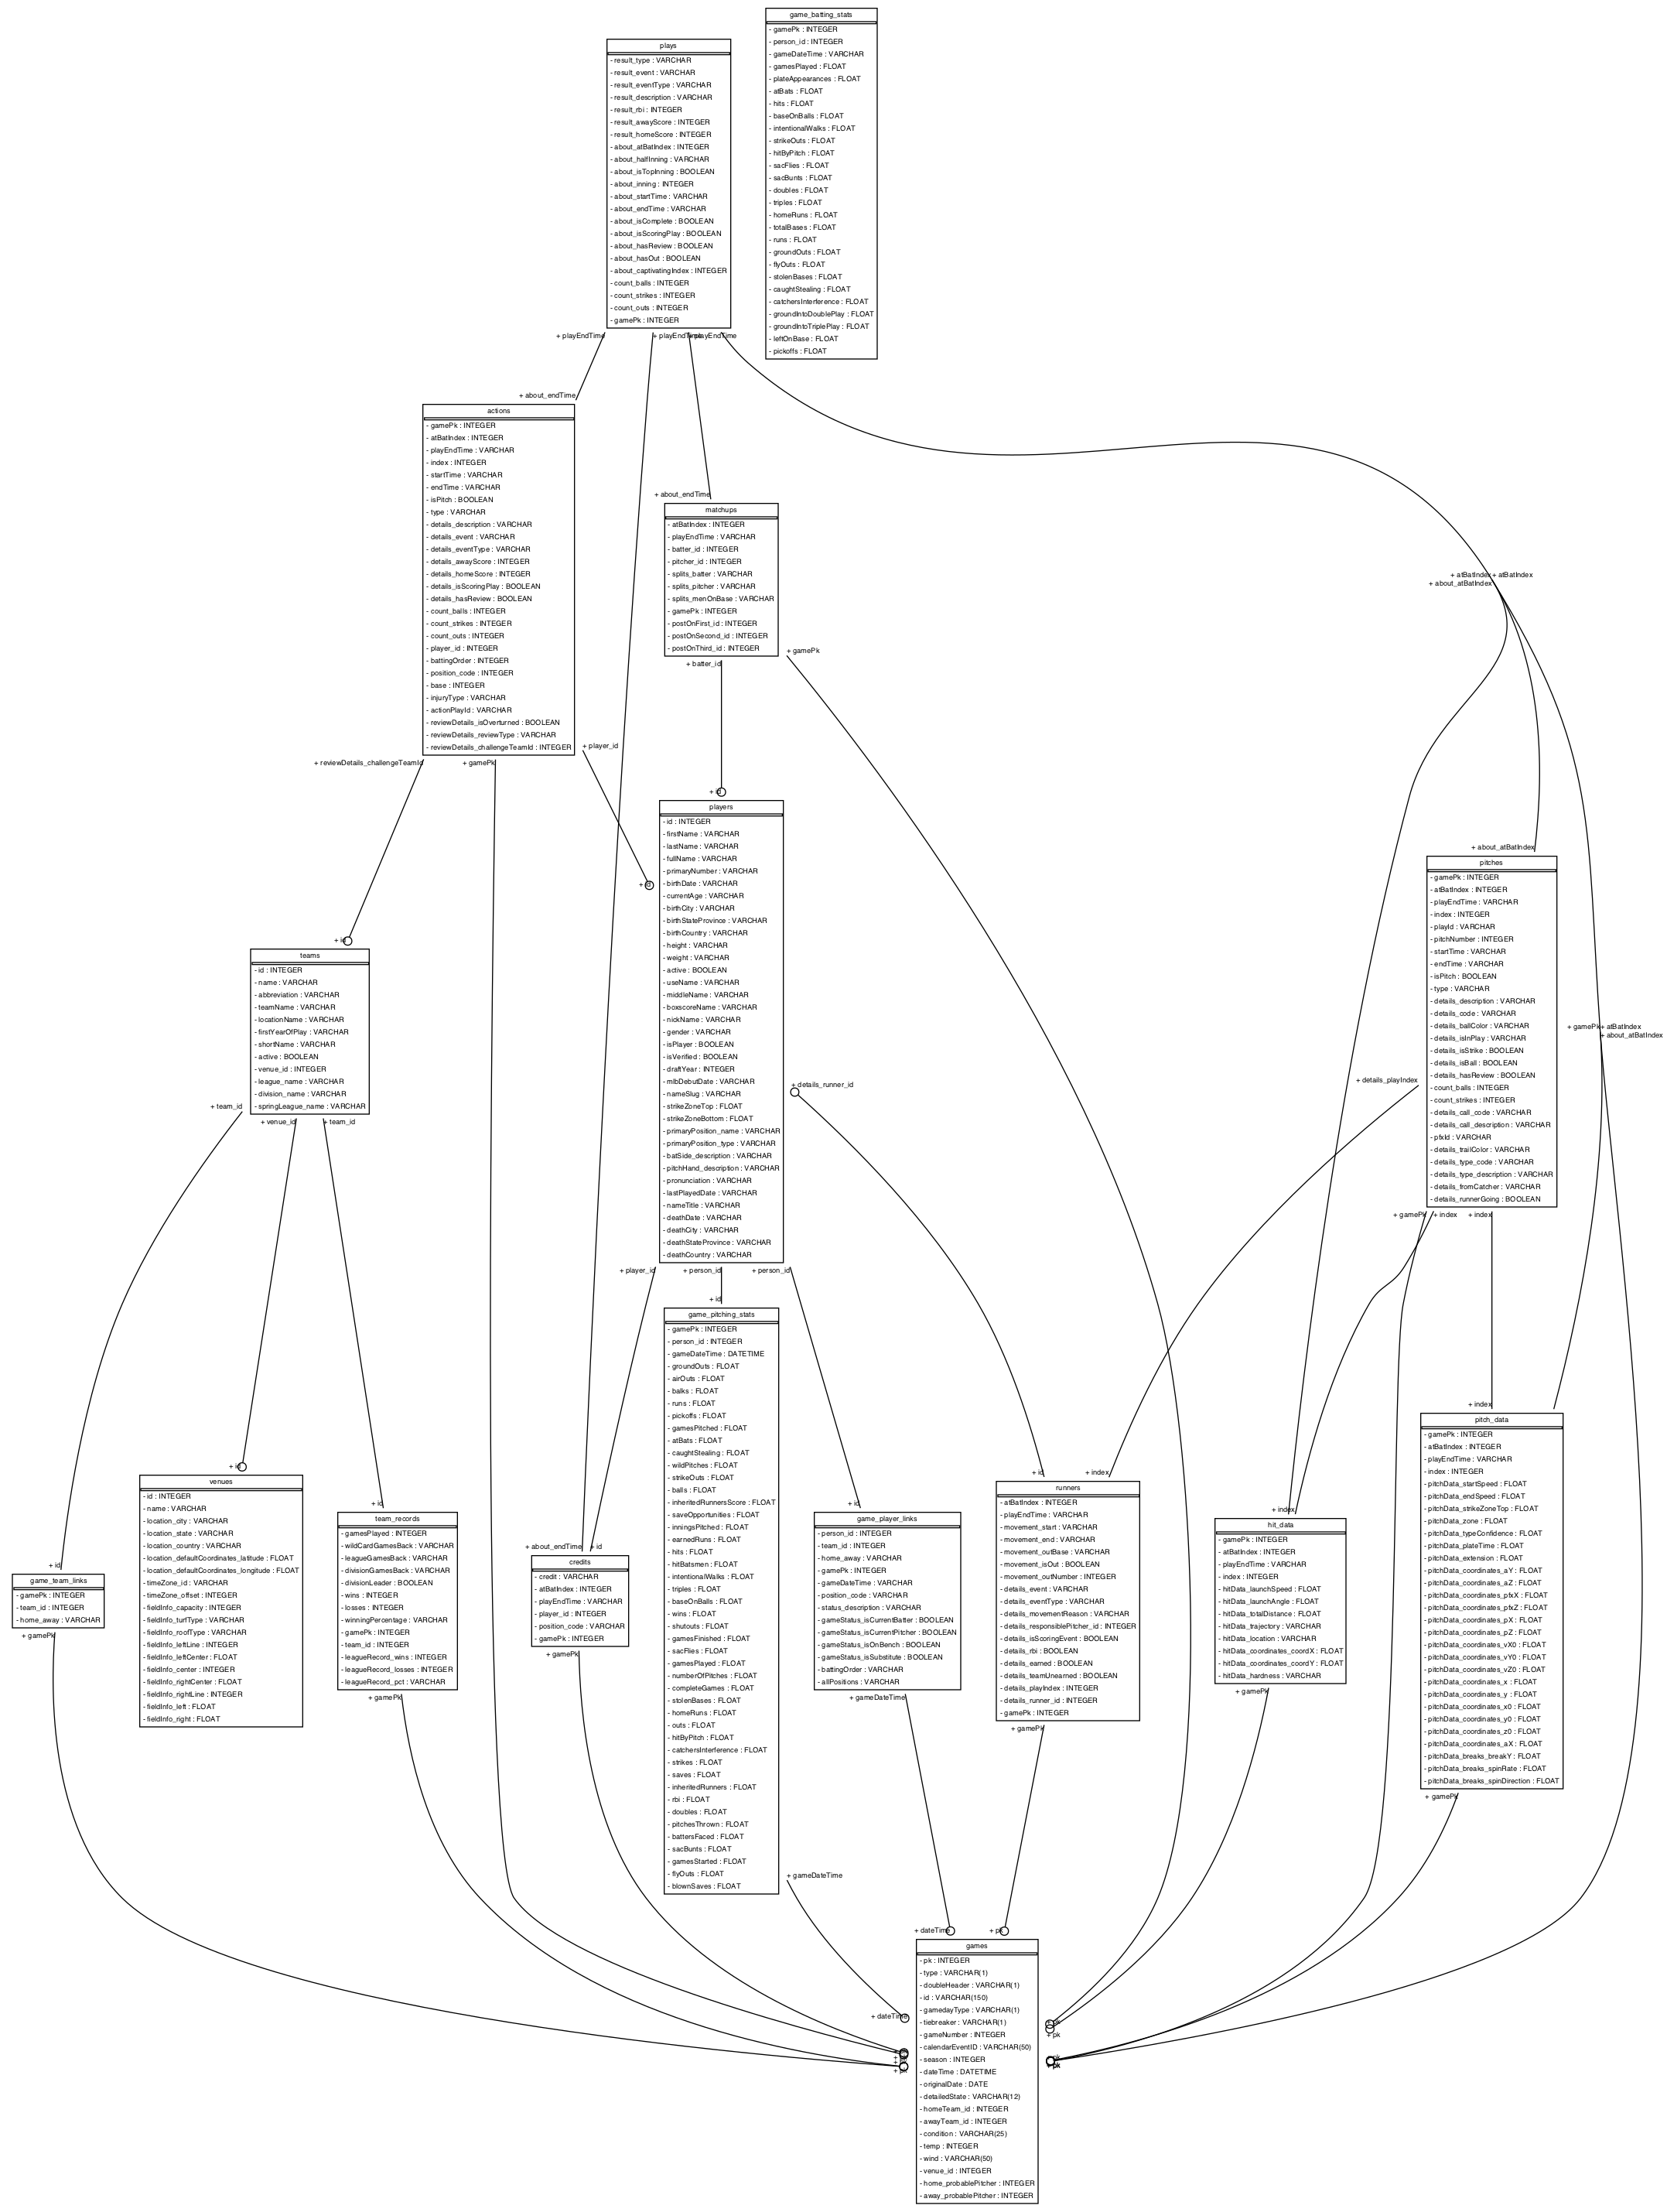 game_batting_stats
- gamePk : INTEGER
- person_id : INTEGER
- gameDateTime : VARCHAR
- gamesPlayed : FLOAT
- plateAppearances : FLOAT
- atBats : FLOAT
- hits : FLOAT
- baseOnBalls : FLOAT
- intentionalWalks : FLOAT
- strikeOuts : FLOAT
- hitByPitch : FLOAT
- sacFlies : FLOAT
- sacBunts : FLOAT
- doubles : FLOAT
- triples : FLOAT
- homeRuns : FLOAT
- totalBases : FLOAT
- runs : FLOAT
- groundOuts : FLOAT
- flyOuts : FLOAT
- stolenBases : FLOAT
- caughtStealing : FLOAT
- catchersInterference : FLOAT
- groundIntoDoublePlay : FLOAT
- groundIntoTriplePlay : FLOAT
- leftOnBase : FLOAT
- pickoffs : FLOAT
plays
- result_type : VARCHAR
- result_event : VARCHAR
- result_eventType : VARCHAR
- result_description : VARCHAR
- result_rbi : INTEGER
- result_awayScore : INTEGER
- result_homeScore : INTEGER
- about_atBatIndex : INTEGER
- about_halfInning : VARCHAR
- about_isTopInning : BOOLEAN
- about_inning : INTEGER
- about_startTime : VARCHAR
- about_endTime : VARCHAR
- about_isComplete : BOOLEAN
- about_isScoringPlay : BOOLEAN
- about_hasReview : BOOLEAN
- about_hasOut : BOOLEAN
- about_captivatingIndex : INTEGER
- count_balls : INTEGER
- count_strikes : INTEGER
- count_outs : INTEGER
- gamePk : INTEGER
+ playEndTime
+ playEndTime
+ playEndTime
+ about_endTime
actions
- gamePk : INTEGER
- atBatIndex : INTEGER
- playEndTime : VARCHAR
- index : INTEGER
- startTime : VARCHAR
- endTime : VARCHAR
- isPitch : BOOLEAN
- type : VARCHAR
- details_description : VARCHAR
- details_event : VARCHAR
- details_eventType : VARCHAR
- details_awayScore : INTEGER
- details_homeScore : INTEGER
- details_isScoringPlay : BOOLEAN
- details_hasReview : BOOLEAN
- count_balls : INTEGER
- count_strikes : INTEGER
- count_outs : INTEGER
- player_id : INTEGER
- battingOrder : INTEGER
- position_code : INTEGER
- base : INTEGER
- injuryType : VARCHAR
- actionPlayId : VARCHAR
- reviewDetails_isOverturned : BOOLEAN
- reviewDetails_reviewType : VARCHAR
- reviewDetails_challengeTeamId : INTEGER
+ reviewDetails_challengeTeamId
+ gamePk
+ player_id
+ about_endTime
matchups
- atBatIndex : INTEGER
- playEndTime : VARCHAR
- batter_id : INTEGER
- pitcher_id : INTEGER
- splits_batter : VARCHAR
- splits_pitcher : VARCHAR
- splits_menOnBase : VARCHAR
- gamePk : INTEGER
- postOnFirst_id : INTEGER
- postOnSecond_id : INTEGER
- postOnThird_id : INTEGER
+ gamePk
+ batter_id
+ atBatIndex
+ atBatIndex
+ about_atBatIndex
+ id
+ id
players
- id : INTEGER
- firstName : VARCHAR
- lastName : VARCHAR
- fullName : VARCHAR
- primaryNumber : VARCHAR
- birthDate : VARCHAR
- currentAge : VARCHAR
- birthCity : VARCHAR
- birthStateProvince : VARCHAR
- birthCountry : VARCHAR
- height : VARCHAR
- weight : VARCHAR
- active : BOOLEAN
- useName : VARCHAR
- middleName : VARCHAR
- boxscoreName : VARCHAR
- nickName : VARCHAR
- gender : VARCHAR
- isPlayer : BOOLEAN
- isVerified : BOOLEAN
- draftYear : INTEGER
- mlbDebutDate : VARCHAR
- nameSlug : VARCHAR
- strikeZoneTop : FLOAT
- strikeZoneBottom : FLOAT
- primaryPosition_name : VARCHAR
- primaryPosition_type : VARCHAR
- batSide_description : VARCHAR
- pitchHand_description : VARCHAR
- pronunciation : VARCHAR
- lastPlayedDate : VARCHAR
- nameTitle : VARCHAR
- deathDate : VARCHAR
- deathCity : VARCHAR
- deathStateProvince : VARCHAR
- deathCountry : VARCHAR
+ details_runner_id
+ player_id
+ person_id
+ person_id
+ about_atBatIndex
pitches
- gamePk : INTEGER
- atBatIndex : INTEGER
- playEndTime : VARCHAR
- index : INTEGER
- playId : VARCHAR
- pitchNumber : INTEGER
- startTime : VARCHAR
- endTime : VARCHAR
- isPitch : BOOLEAN
- type : VARCHAR
- details_description : VARCHAR
- details_code : VARCHAR
- details_ballColor : VARCHAR
- details_isInPlay : VARCHAR
- details_isStrike : BOOLEAN
- details_isBall : BOOLEAN
- details_hasReview : BOOLEAN
- count_balls : INTEGER
- count_strikes : INTEGER
- details_call_code : VARCHAR
- details_call_description : VARCHAR
- pfxId : VARCHAR
- details_trailColor : VARCHAR
- details_type_code : VARCHAR
- details_type_description : VARCHAR
- details_fromCatcher : VARCHAR
- details_runnerGoing : BOOLEAN
+ gamePk
+ atBatIndex
+ about_atBatIndex
+ details_playIndex
+ gamePk
+ index
+ index
+ id
teams
- id : INTEGER
- name : VARCHAR
- abbreviation : VARCHAR
- teamName : VARCHAR
- locationName : VARCHAR
- firstYearOfPlay : VARCHAR
- shortName : VARCHAR
- active : BOOLEAN
- venue_id : INTEGER
- league_name : VARCHAR
- division_name : VARCHAR
- springLeague_name : VARCHAR
+ team_id
+ venue_id
+ team_id
+ id
game_pitching_stats
- gamePk : INTEGER
- person_id : INTEGER
- gameDateTime : DATETIME
- groundOuts : FLOAT
- airOuts : FLOAT
- balks : FLOAT
- runs : FLOAT
- pickoffs : FLOAT
- gamesPitched : FLOAT
- atBats : FLOAT
- caughtStealing : FLOAT
- wildPitches : FLOAT
- strikeOuts : FLOAT
- balls : FLOAT
- inheritedRunnersScore : FLOAT
- saveOpportunities : FLOAT
- inningsPitched : FLOAT
- earnedRuns : FLOAT
- hits : FLOAT
- hitBatsmen : FLOAT
- intentionalWalks : FLOAT
- triples : FLOAT
- baseOnBalls : FLOAT
- wins : FLOAT
- shutouts : FLOAT
- gamesFinished : FLOAT
- sacFlies : FLOAT
- gamesPlayed : FLOAT
- numberOfPitches : FLOAT
- completeGames : FLOAT
- stolenBases : FLOAT
- homeRuns : FLOAT
- outs : FLOAT
- hitByPitch : FLOAT
- catchersInterference : FLOAT
- strikes : FLOAT
- saves : FLOAT
- inheritedRunners : FLOAT
- rbi : FLOAT
- doubles : FLOAT
- pitchesThrown : FLOAT
- battersFaced : FLOAT
- sacBunts : FLOAT
- gamesStarted : FLOAT
- flyOuts : FLOAT
- blownSaves : FLOAT
+ gameDateTime
+ index
pitch_data
- gamePk : INTEGER
- atBatIndex : INTEGER
- playEndTime : VARCHAR
- index : INTEGER
- pitchData_startSpeed : FLOAT
- pitchData_endSpeed : FLOAT
- pitchData_strikeZoneTop : FLOAT
- pitchData_zone : FLOAT
- pitchData_typeConfidence : FLOAT
- pitchData_plateTime : FLOAT
- pitchData_extension : FLOAT
- pitchData_coordinates_aY : FLOAT
- pitchData_coordinates_aZ : FLOAT
- pitchData_coordinates_pfxX : FLOAT
- pitchData_coordinates_pfxZ : FLOAT
- pitchData_coordinates_pX : FLOAT
- pitchData_coordinates_pZ : FLOAT
- pitchData_coordinates_vX0 : FLOAT
- pitchData_coordinates_vY0 : FLOAT
- pitchData_coordinates_vZ0 : FLOAT
- pitchData_coordinates_x : FLOAT
- pitchData_coordinates_y : FLOAT
- pitchData_coordinates_x0 : FLOAT
- pitchData_coordinates_y0 : FLOAT
- pitchData_coordinates_z0 : FLOAT
- pitchData_coordinates_aX : FLOAT
- pitchData_breaks_breakY : FLOAT
- pitchData_breaks_spinRate : FLOAT
- pitchData_breaks_spinDirection : FLOAT
+ gamePk
+ id
venues
- id : INTEGER
- name : VARCHAR
- location_city : VARCHAR
- location_state : VARCHAR
- location_country : VARCHAR
- location_defaultCoordinates_latitude : FLOAT
- location_defaultCoordinates_longitude : FLOAT
- timeZone_id : VARCHAR
- timeZone_offset : INTEGER
- fieldInfo_capacity : INTEGER
- fieldInfo_turfType : VARCHAR
- fieldInfo_roofType : VARCHAR
- fieldInfo_leftLine : INTEGER
- fieldInfo_leftCenter : FLOAT
- fieldInfo_center : INTEGER
- fieldInfo_rightCenter : FLOAT
- fieldInfo_rightLine : INTEGER
- fieldInfo_left : FLOAT
- fieldInfo_right : FLOAT
+ id
team_records
- gamesPlayed : INTEGER
- wildCardGamesBack : VARCHAR
- leagueGamesBack : VARCHAR
- divisionGamesBack : VARCHAR
- divisionLeader : BOOLEAN
- wins : INTEGER
- losses : INTEGER
- winningPercentage : VARCHAR
- gamePk : INTEGER
- team_id : INTEGER
- leagueRecord_wins : INTEGER
- leagueRecord_losses : INTEGER
- leagueRecord_pct : VARCHAR
+ gamePk
+ id
game_team_links
- gamePk : INTEGER
- team_id : INTEGER
- home_away : VARCHAR
+ gamePk
+ about_endTime
+ id
credits
- credit : VARCHAR
- atBatIndex : INTEGER
- playEndTime : VARCHAR
- player_id : INTEGER
- position_code : VARCHAR
- gamePk : INTEGER
+ gamePk
+ id
game_player_links
- person_id : INTEGER
- team_id : INTEGER
- home_away : VARCHAR
- gamePk : INTEGER
- gameDateTime : VARCHAR
- position_code : VARCHAR
- status_description : VARCHAR
- gameStatus_isCurrentBatter : BOOLEAN
- gameStatus_isCurrentPitcher : BOOLEAN
- gameStatus_isOnBench : BOOLEAN
- gameStatus_isSubstitute : BOOLEAN
- battingOrder : VARCHAR
- allPositions : VARCHAR
+ gameDateTime
+ id
+ index
runners
- atBatIndex : INTEGER
- playEndTime : VARCHAR
- movement_start : VARCHAR
- movement_end : VARCHAR
- movement_outBase : VARCHAR
- movement_isOut : BOOLEAN
- movement_outNumber : INTEGER
- details_event : VARCHAR
- details_eventType : VARCHAR
- details_movementReason : VARCHAR
- details_responsiblePitcher_id : INTEGER
- details_isScoringEvent : BOOLEAN
- details_rbi : BOOLEAN
- details_earned : BOOLEAN
- details_teamUnearned : BOOLEAN
- details_playIndex : INTEGER
- details_runner_id : INTEGER
- gamePk : INTEGER
+ gamePk
+ index
hit_data
- gamePk : INTEGER
- atBatIndex : INTEGER
- playEndTime : VARCHAR
- index : INTEGER
- hitData_launchSpeed : FLOAT
- hitData_launchAngle : FLOAT
- hitData_totalDistance : FLOAT
- hitData_trajectory : VARCHAR
- hitData_location : VARCHAR
- hitData_coordinates_coordX : FLOAT
- hitData_coordinates_coordY : FLOAT
- hitData_hardness : VARCHAR
+ gamePk
+ dateTime
+ pk
+ dateTime
+ pk
+ pk
games
- pk : INTEGER
- type : VARCHAR(1)
- doubleHeader : VARCHAR(1)
- id : VARCHAR(150)
- gamedayType : VARCHAR(1)
- tiebreaker : VARCHAR(1)
- gameNumber : INTEGER
- calendarEventID : VARCHAR(50)
- season : INTEGER
- dateTime : DATETIME
- originalDate : DATE
- detailedState : VARCHAR(12)
- homeTeam_id : INTEGER
- awayTeam_id : INTEGER
- condition : VARCHAR(25)
- temp : INTEGER
- wind : VARCHAR(50)
- venue_id : INTEGER
- home_probablePitcher : INTEGER
- away_probablePitcher : INTEGER